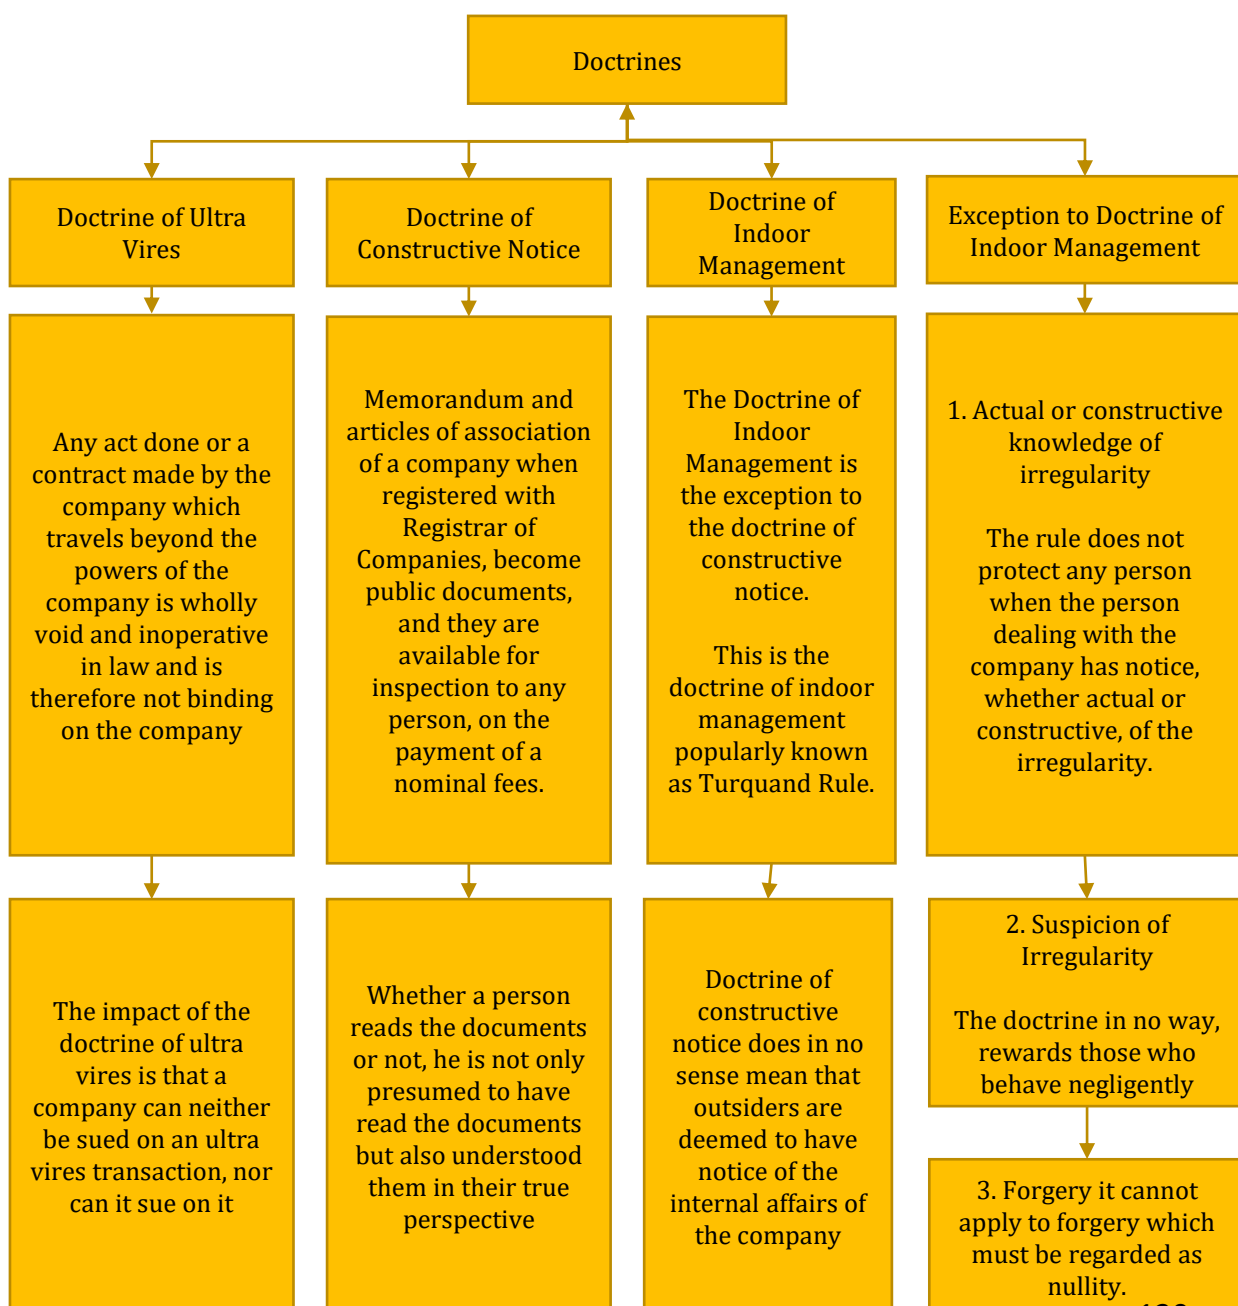 Doctrines
Doctrine of Ultra
Vires
Doctrine of
Constructive Notice
Doctrine of
Indoor
Management
Exception to Doctrine of
Indoor Management
Any act done or a
contract made by the
company which
travels beyond the
powers of the
company is wholly
void and inoperative
in law and is
therefore not binding
on the company
Memorandum and
articles of association
of a company when
registered with
Registrar of
Companies, become
public documents,
and they are
available for
inspection to any
person, on the
payment of a
nominal fees.
The Doctrine of
Indoor
Management is
the exception to
the doctrine of
constructive
notice.
This is the
doctrine of indoor
management
popularly known
as Turquand Rule.
1. Actual or constructive
knowledge of
irregularity
The rule does not
protect any person
when the person
dealing with the
company has notice,
whether actual or
constructive, of the
irregularity.
The impact of the
doctrine of ultra
vires is that a
company can neither
be sued on an ultra
vires transaction, nor
can it sue on it
Whether a person
reads the documents
or not, he is not only
presumed to have
read the documents
but also understood
them in their true
perspective
Doctrine of
constructive
notice does in no
sense mean that
outsiders are
deemed to have
notice of the
internal affairs of
the company
2. Suspicion of
Irregularity
The doctrine in no way,
rewards those who
behave negligently
3. Forgery it cannot
apply to forgery which
must be regarded as
nullity.